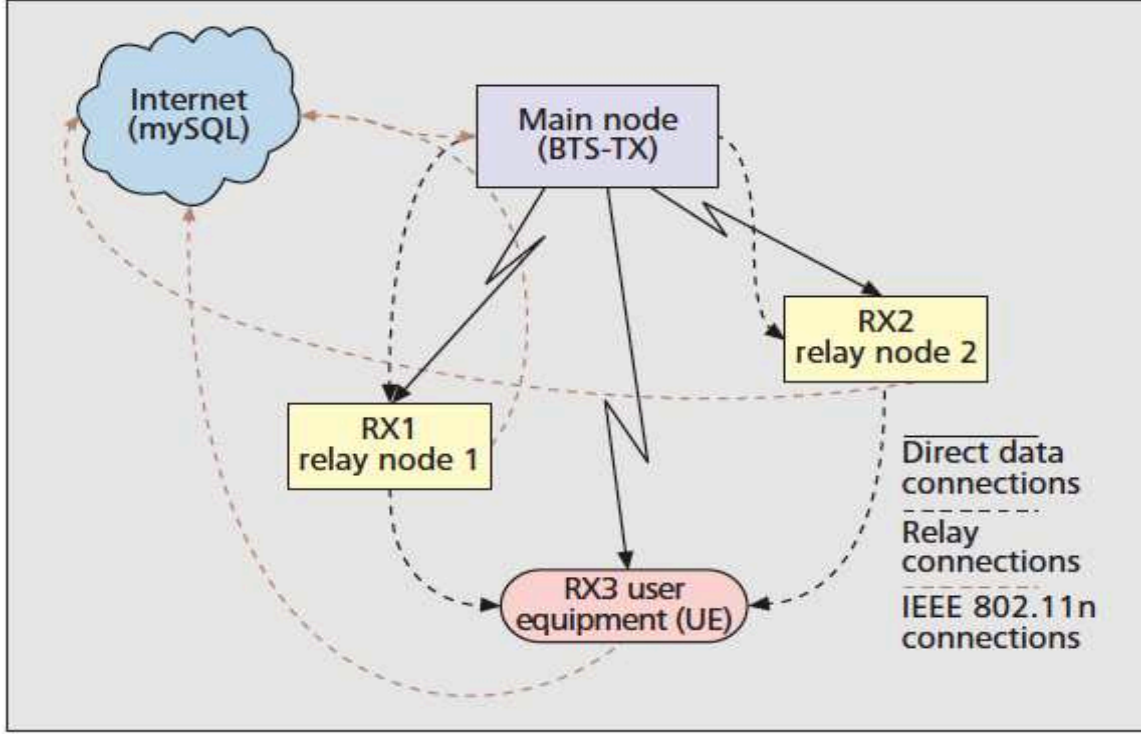 Internet
(mySQL)
Main node
(BTS-TX)
RX2
relay node 2
RX1
relay node 1
RX3 user
equipment (UE)
Direct data
connections
Relay
connections
IEEE 802.11n
connections